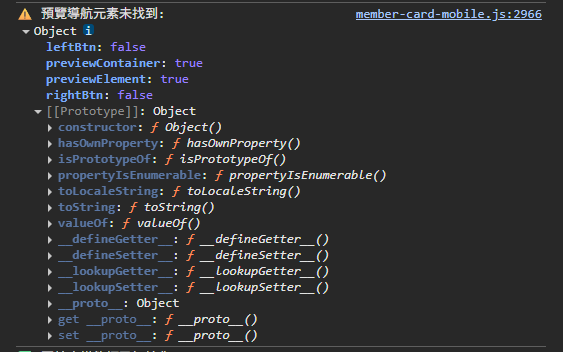 預覽導航元素未找到: member-card-mobile.js:2966
Object i
leftBtn: false
previewContainer: true
previewElement: true
rightBtn: false
[[Prototype]]: Object
constructor: ƒ Object()
hasOwnProperty: ƒ hasOwnProperty()
isPrototypeOf: ƒ isPrototypeOf()
propertyIsEnumerable: ƒ propertyIsEnumerable()
toLocaleString: ƒ toLocaleString()
toString: ƒ toString()
valueOf: ƒ valueOf()
__defineGetter__: ƒ __defineGetter__()
__defineSetter__: ƒ __defineSetter__()
__lookupGetter__: ƒ __lookupGetter__()
__lookupSetter__: ƒ __lookupSetter__()
__proto__: Object
get __proto__: ƒ __proto__()
set __proto__: ƒ __proto__()